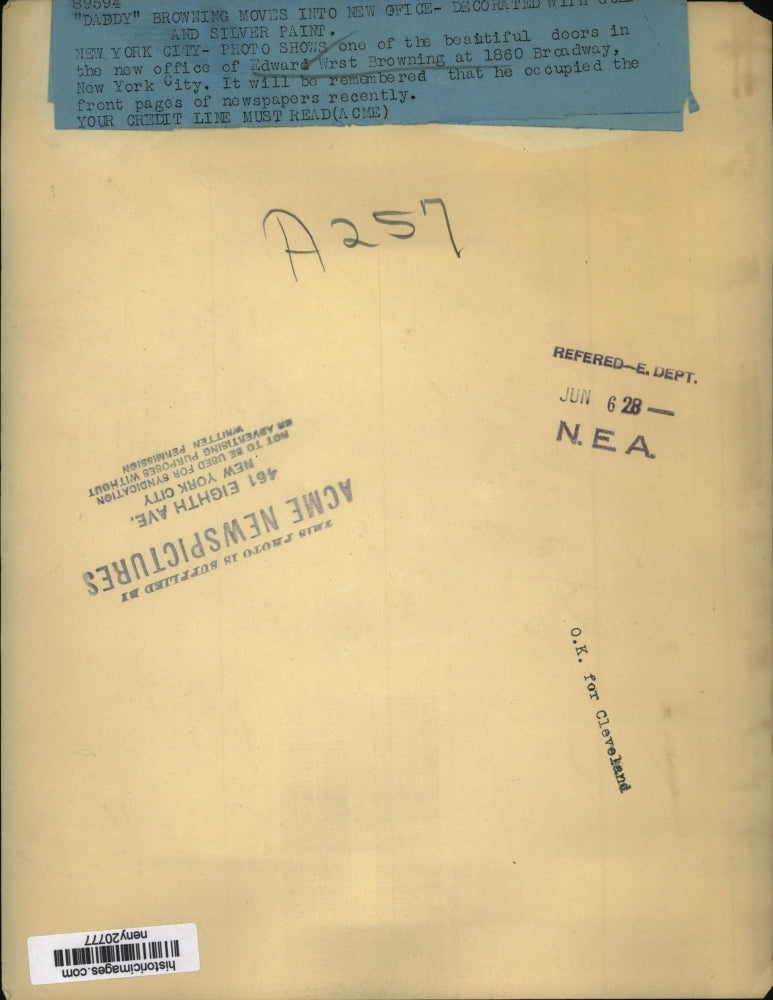 89594
"DADDY" BROWNING MOVES INTO NEW OFFICE- DECORATED WITH
AND SILVER PAINT.
NEW YORK CITY- PHOTO SHOWS one of the beautiful doors in
the new office of Edward Wrst Browning at 1860 Broadway,
New York City. It will be remembered that he occupied the
front pages of newspapers recently.
YOUR CREDIT LINE MUST READ(ACME)
A257
REFERED—E. DEPT.
JUN 6 28 —
N.E.A.
THIS PHOTO IS SUPPLIED BY
ACME NEWSPICTURES
461 EIGHTH AVE.
NEW YORK CITY
NOT TO BE USED FOR SYNDICATION
OR ADVERTISING PURPOSES WITHOUT
WRITTEN PERMISSION
O.K. for Cleveland
historicimages.com
neny20777